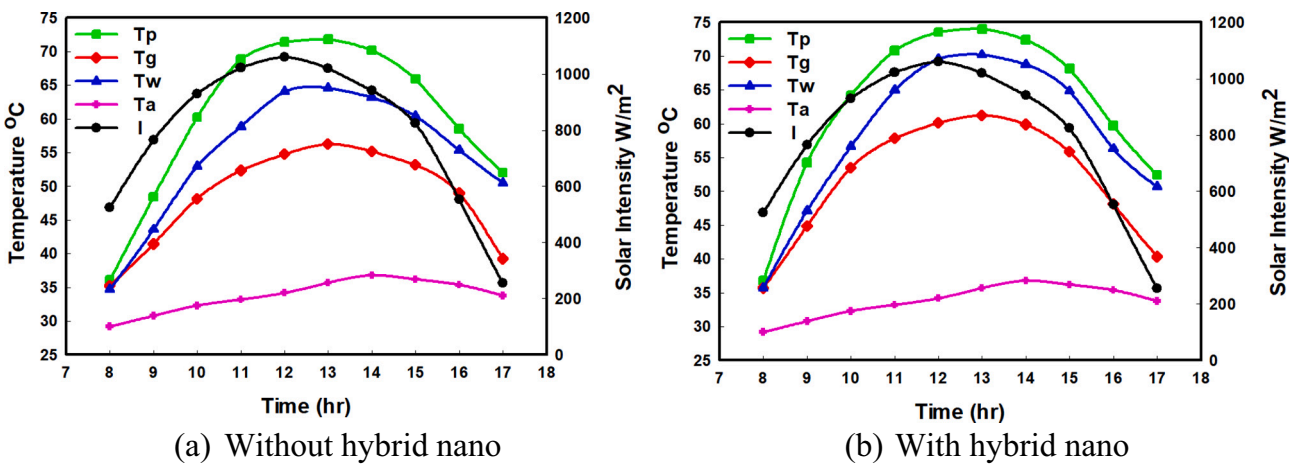 75
70
65
60
55
50
45
40
35
30
25
Temperature ⁰C
Tp
Tg
Tw
Ta
I
1200
1000
800
600
400
200
0
Solar Intensity W/m²
7 8 9 10 11 12 13 14 15 16 17 18
Time (hr)
(a) Without hybrid nano
75
70
65
60
55
50
45
40
35
30
25
Temperature ⁰C
Tp
Tg
Tw
Ta
I
1200
1000
800
600
400
200
0
Solar Intensity W/m²
7 8 9 10 11 12 13 14 15 16 17 18
Time (hr)
(b) With hybrid nano